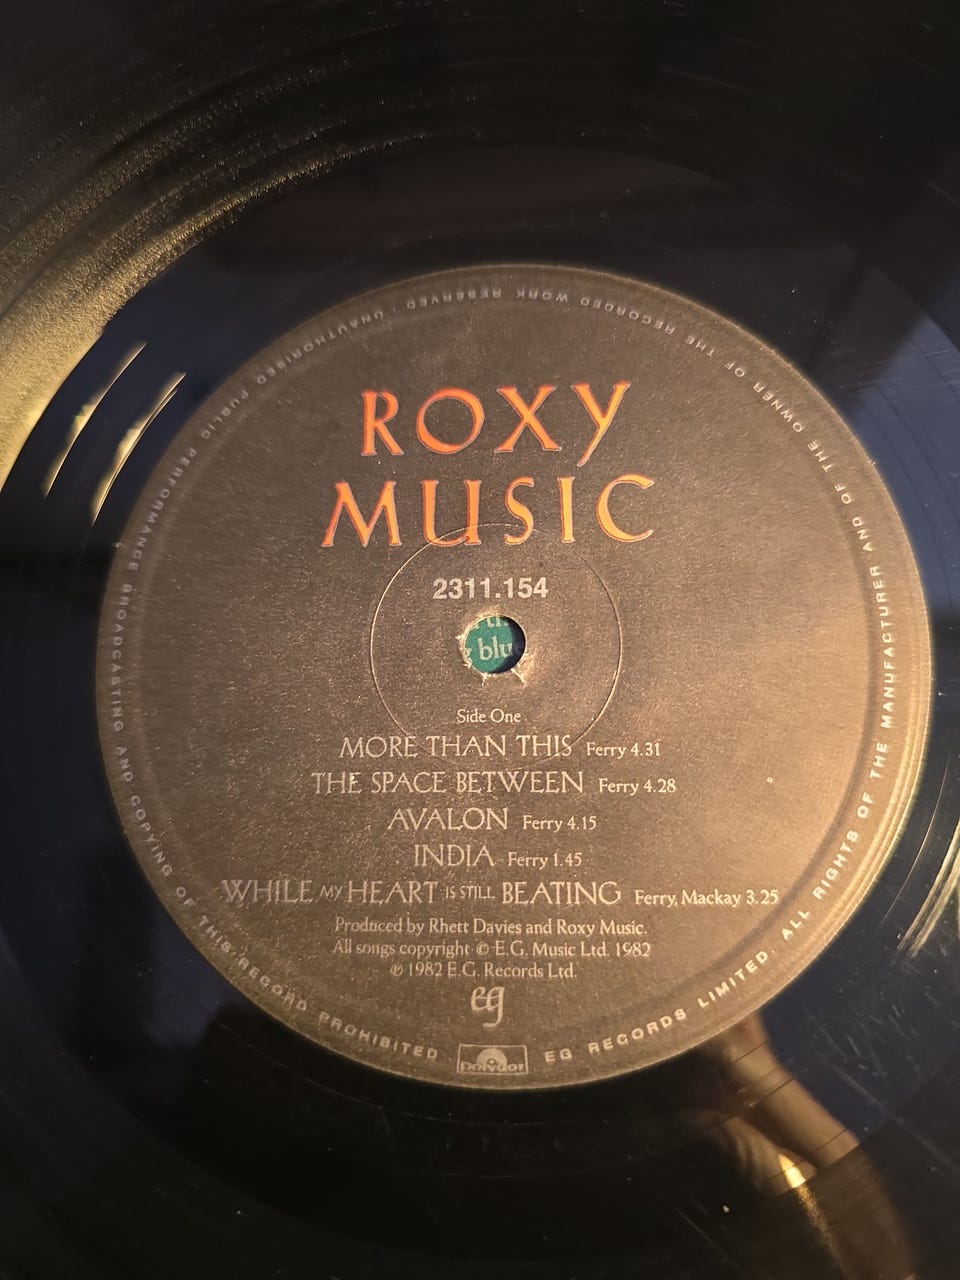 ROXY
MUSIC
2311.154
blu
Side One
MORE THAN THIS Ferry 4.31
THE SPACE BETWEEN Ferry 4.28
AVALON Ferry 4.15
INDIA Ferry 1.45
WHILE MY HEART IS STILL BEATING Ferry, Mackay 3.25
Produced by Rhett Davies and Roxy Music.
All songs copyright © E.G. Music Ltd. 1982
℗ 1982 E.G. Records Ltd.
eg
Polydor
EG RECORDS LIMITED. ALL RIGHTS OF THE MANUFACTURER AND OF THE OWNER OF THE RECORDED WORK RESERVED. UNAUTHORISED PUBLIC PERFORMANCE BROADCASTING AND COPYING OF THIS RECORD PROHIBITED